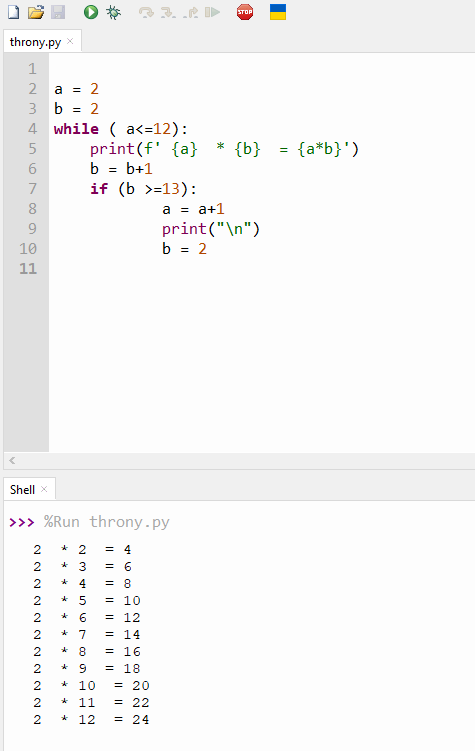 STOP
throny.py ×
1
2 a = 2
3 b = 2
4 while ( a<=12):
5     print(f' {a}  * {b}  = {a*b}')
6     b = b+1
7     if (b >=13):
8             a = a+1
9             print("\n")
10             b = 2
11
Shell ×
>>> %Run throny.py
2  * 2  = 4
2  * 3  = 6
2  * 4  = 8
2  * 5  = 10
2  * 6  = 12
2  * 7  = 14
2  * 8  = 16
2  * 9  = 18
2  * 10  = 20
2  * 11  = 22
2  * 12  = 24